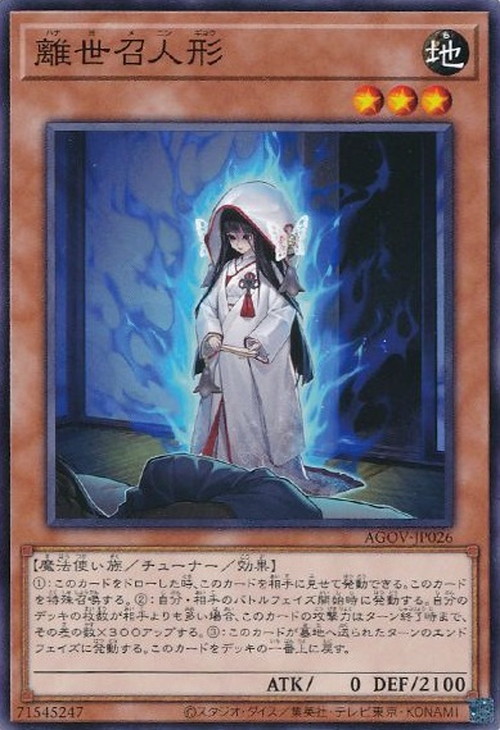 離世召人形
地
【魔法使い族／チューナー／効果】
①：このカードをドローした時、このカードを相手に見せて発動できる。このカード
を特殊召喚する。②：自分・相手のバトルフェイズ開始時に発動する。自分の
デッキの枚数が相手よりも多い場合、このカードの攻撃力はターン終了時まで、
その差の数×300アップする。③：このカードが墓地へ送られたターンのエンド
フェイズに発動する。このカードをデッキの一番上に戻す。
ATK/ 0 DEF/2100
AGOV-JP026
71545247
©スタジオ・ダイス／集英社・テレビ東京・KONAMI